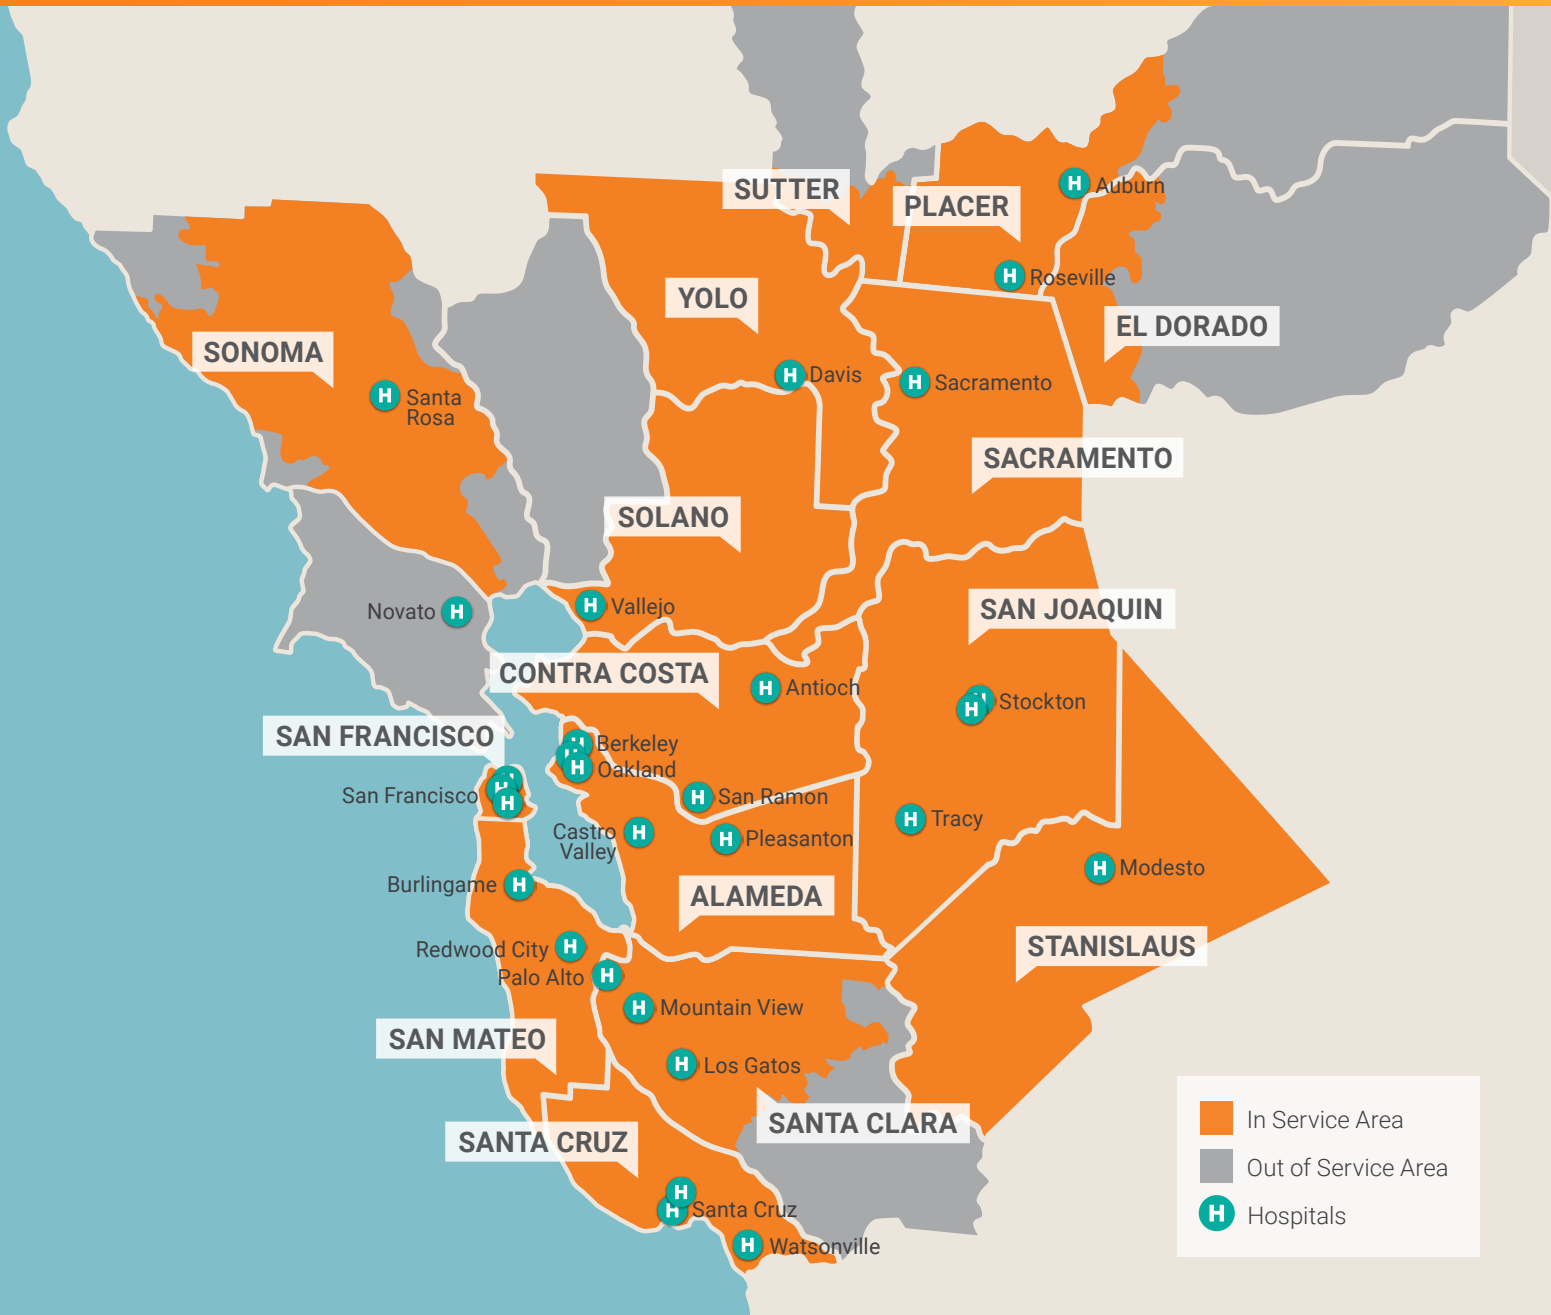 SUTTER
PLACER
Auburn
Roseville
YOLO
EL DORADO
SONOMA
Davis
Sacramento
Santa
Rosa
SACRAMENTO
SOLANO
Novato
Vallejo
SAN JOAQUIN
CONTRA COSTA
Antioch
Stockton
SAN FRANCISCO
Berkeley
Oakland
San Francisco
San Ramon
Tracy
Castro
Valley
Pleasanton
Modesto
Burlingame
ALAMEDA
STANISLAUS
Redwood City
Palo Alto
Mountain View
SAN MATEO
Los Gatos
SANTA CLARA
SANTA CRUZ
Santa Cruz
Watsonville
In Service Area
Out of Service Area
H Hospitals